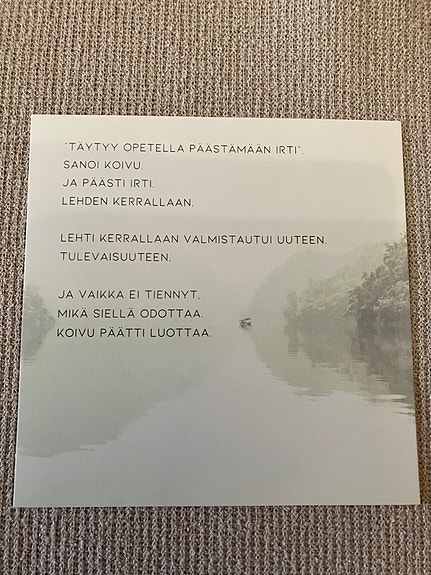 "TÄYTYY OPETELLA PÄÄSTÄMÄÄN IRTI",
SANOI KOIVU.
JA PÄÄSTI IRTI.
LEHDEN KERRALLAAN.
LEHTI KERRALLAAN VALMISTAUTUI UUTEEN.
TULEVAISUUTEEN.
JA VAIKKA EI TIENNYT,
MIKÄ SIELLÄ ODOTTAA.
KOIVU PÄÄTTI LUOTTAA.